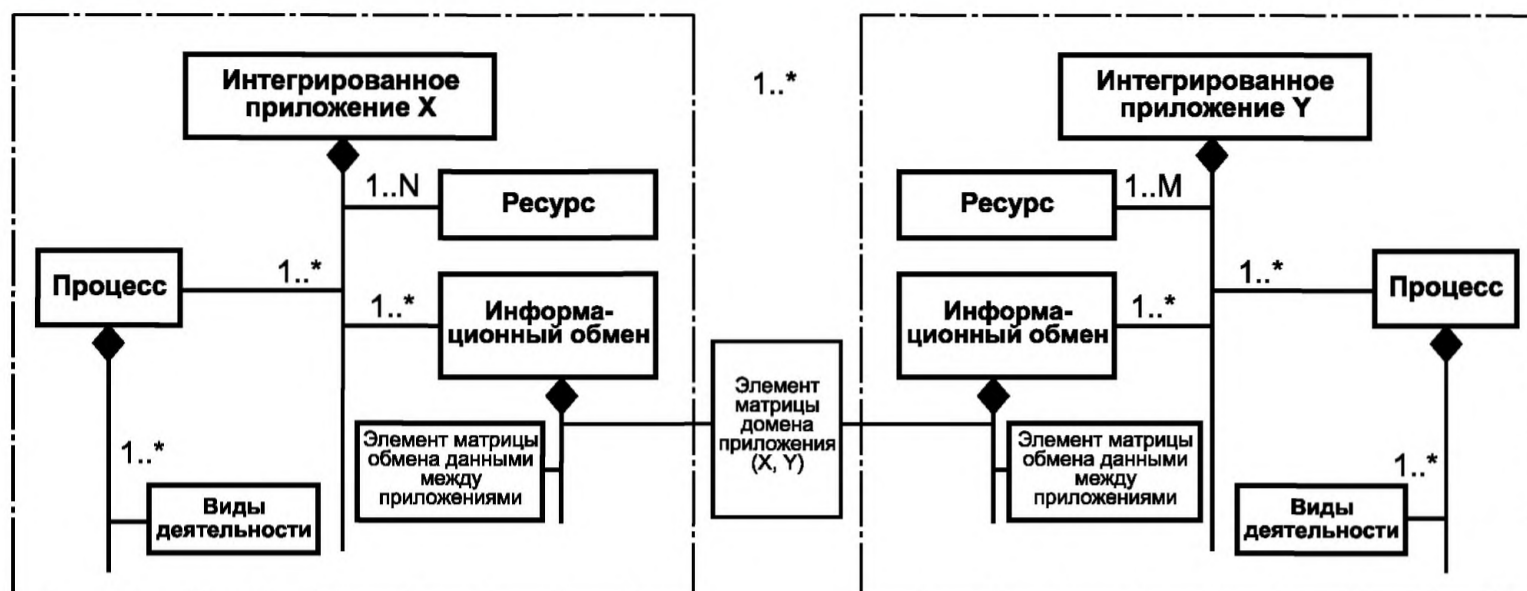 Интегрированное
приложение X
1..N
Ресурс
Процесс
1..*
1..*
Информа-
ционный обмен
1..*
Виды
деятельности
Элемент матрицы
обмена данными
между
приложениями
1..*
Элемент
матрицы
домена
приложения
(X, Y)
Интегрированное
приложение Y
Ресурс
1..M
1..*
Процесс
Информа-
ционный обмен
1..*
Элемент матрицы
обмена данными
между
приложениями
1..*
Виды
деятельности